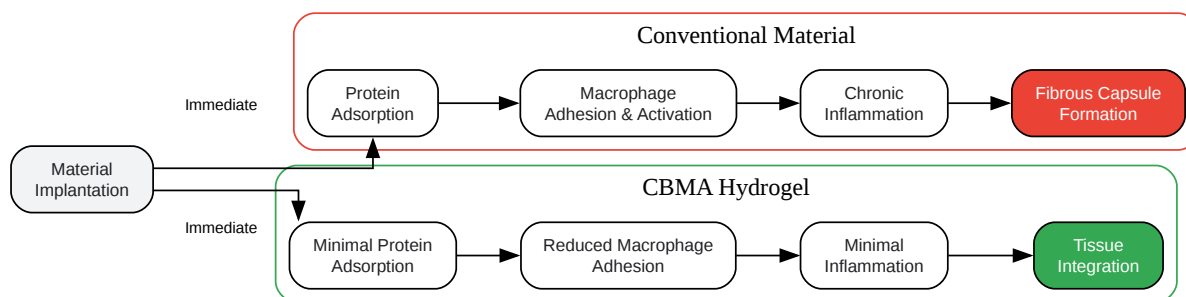 Conventional Material
Immediate
Protein
Adsorption
Macrophage
Adhesion & Activation
Chronic
Inflammation
Fibrous Capsule
Formation
Material
Implantation
CBMA Hydrogel
Immediate
Minimal Protein
Adsorption
Reduced Macrophage
Adhesion
Minimal
Inflammation
Tissue
Integration